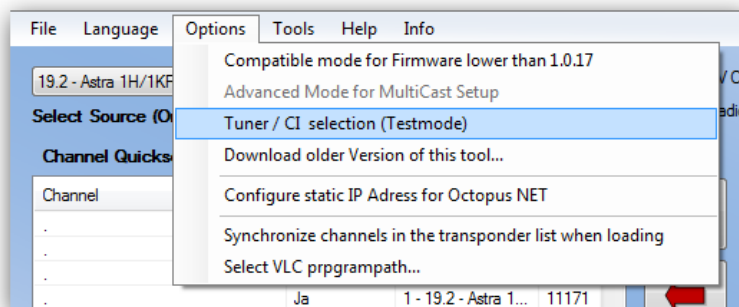 File Language Options Tools Help Info
Compatible mode for Firmware lower than 1.0.17
19.2 - Astra 1H/1KR
Advanced Mode for MultiCast Setup
Select Source (O
Tuner / CI selection (Testmode)
Channel Quicks
Download older Version of this tool...
Channel
Configure static IP Adress for Octopus NET
Synchronize channels in the transponder list when loading
Select VLC prpgrampath...
Ja 1 - 19.2 - Astra 1... 11171